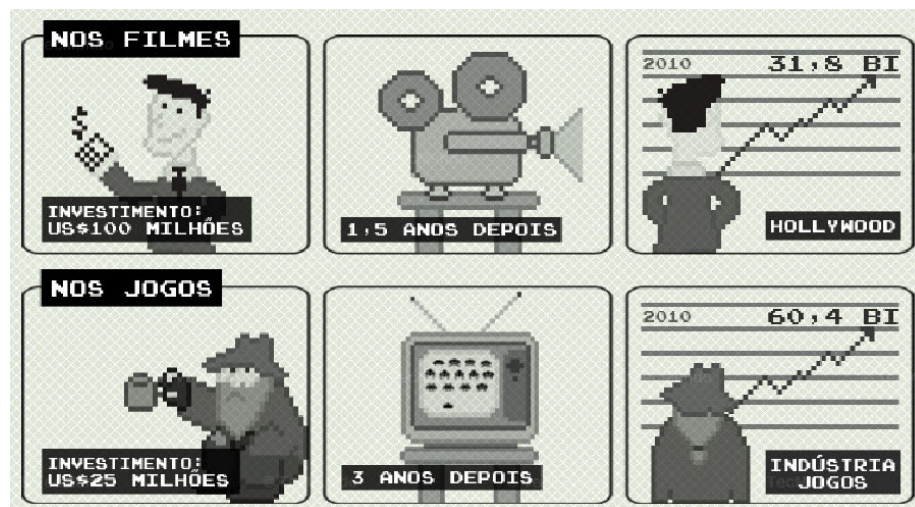 NOS FILMES
INVESTIMENTO:
US$100 MILHÕES
1,5 ANOS DEPOIS
2010
31,8 BI
HOLLYWOOD
NOS JOGOS
INVESTIMENTO:
US$25 MILHÕES
3 ANOS DEPOIS
2010
60,4 BI
INDÚSTRIA
JOGOS